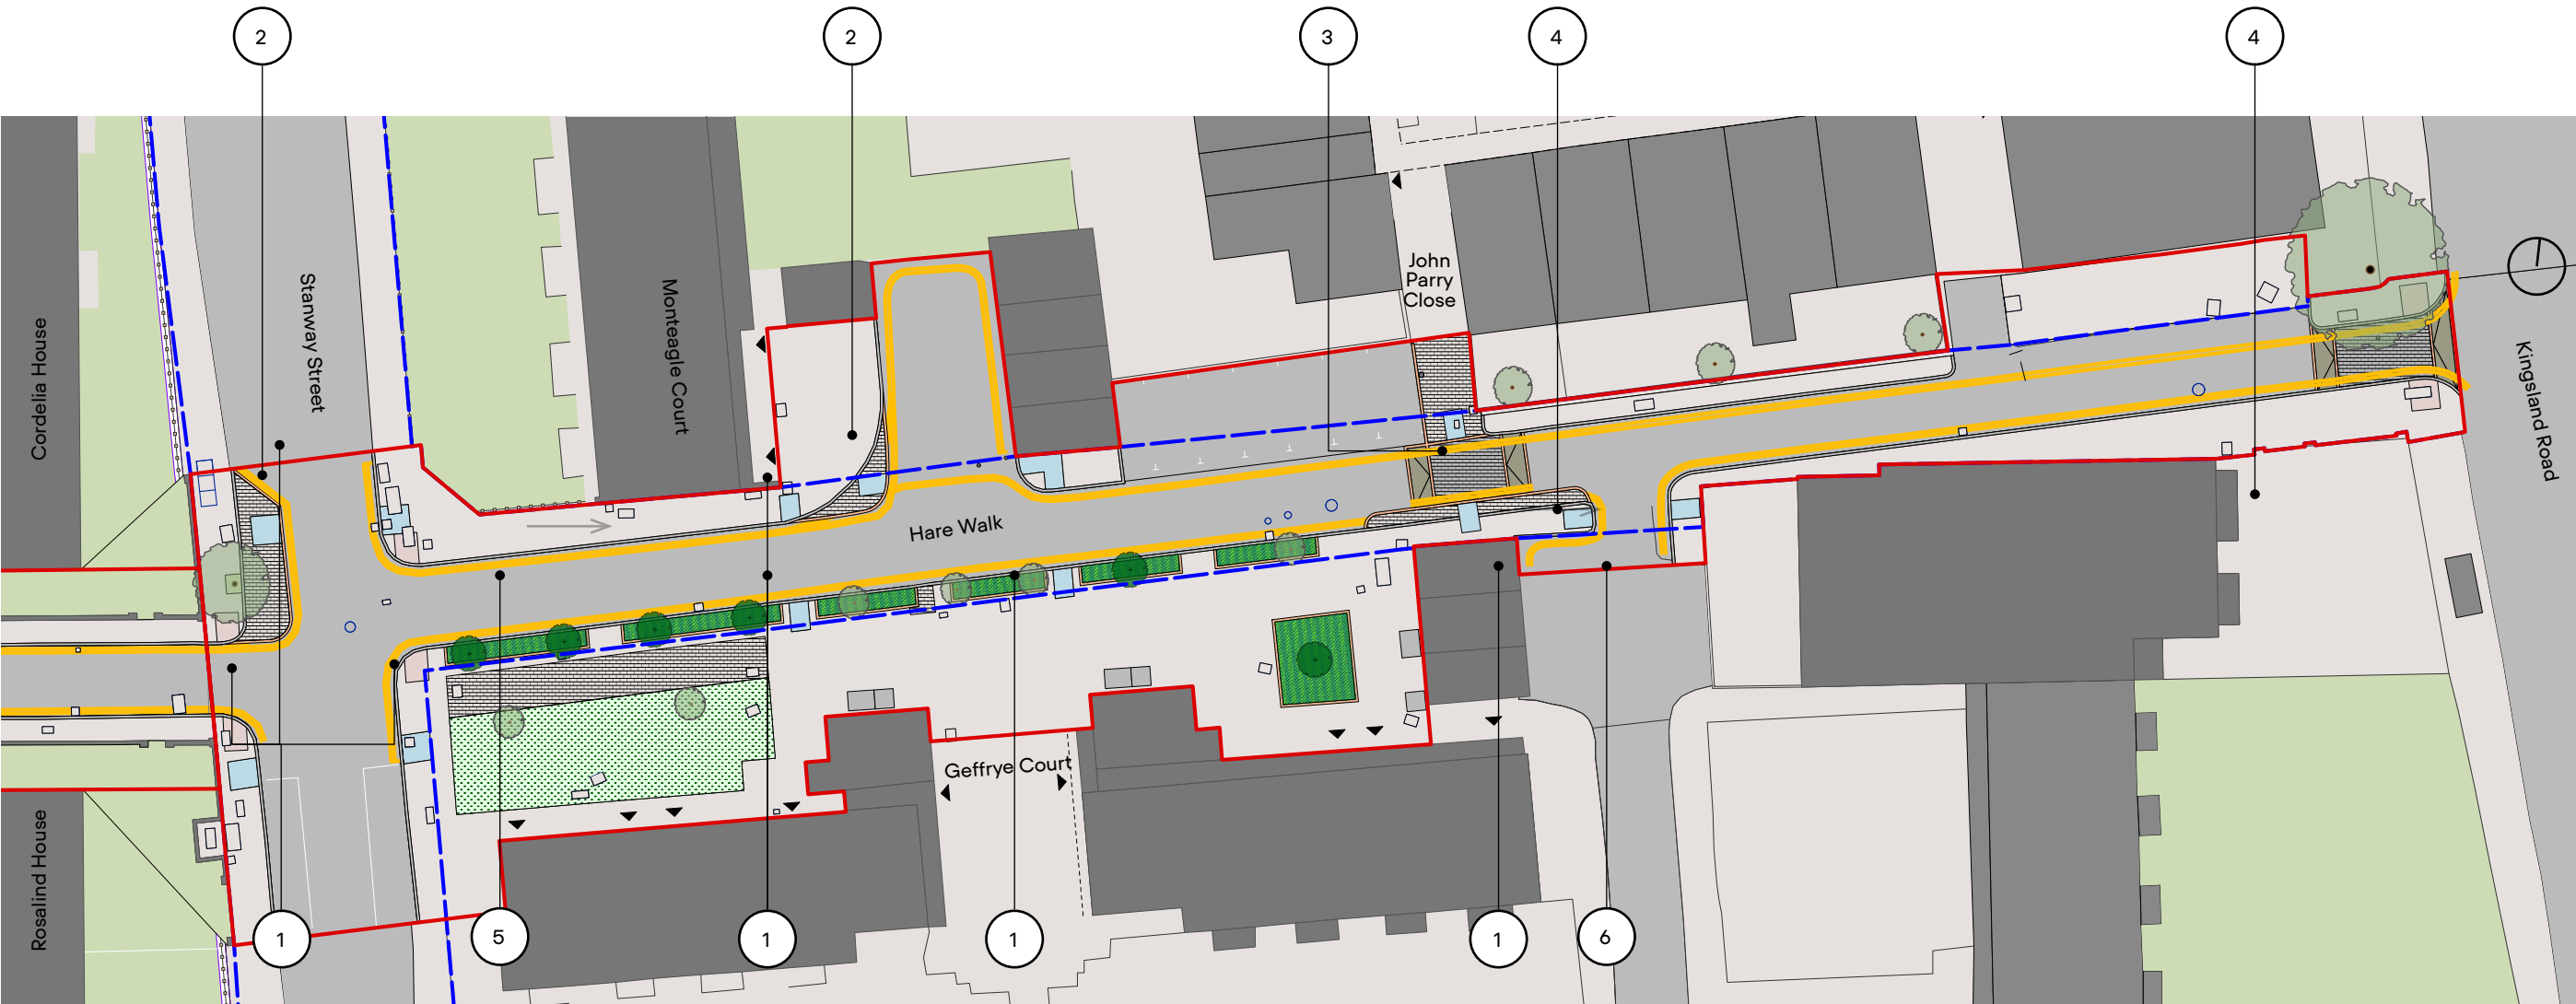 2
2
3
4
4
Cordelia House
Stanway Street
Monteagle Court
John
Parry
Close
Kingsland Road
Hare Walk
Geffrye Court
Rosalind House
1
5
1
1
1
6